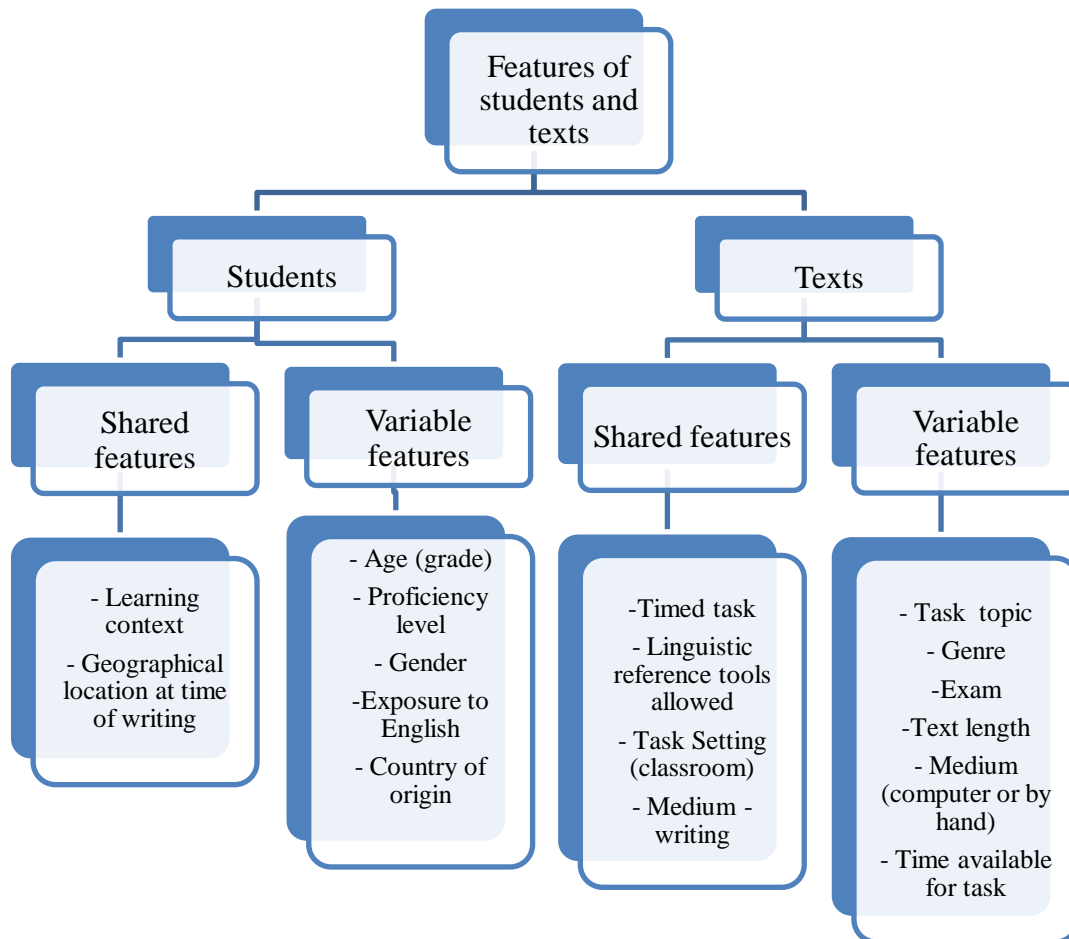 Features of
students and
texts
Students
Texts
Shared
features
Variable
features
Shared features
Variable
features
- Learning
context
- Geographical
location at time
of writing
- Age (grade)
- Proficiency
level
- Gender
-Exposure to
English
- Country of
origin
-Timed task
- Linguistic
reference tools
allowed
- Task Setting
(classroom)
- Medium -
writing
- Task topic
- Genre
-Exam
-Text length
- Medium
(computer or by
hand)
- Time available
for task